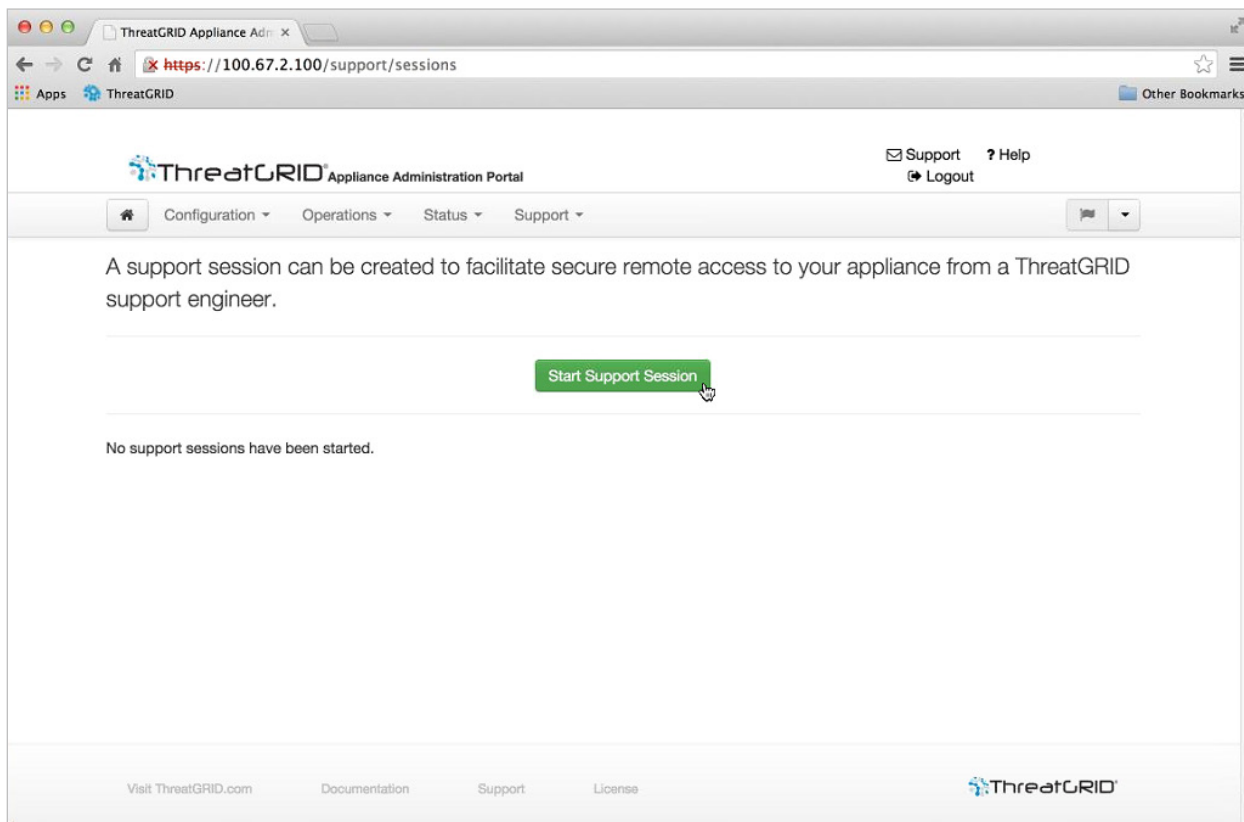 ThreatGRID Appliance Adm
https://100.67.2.100/support/sessions
Apps ThreatGRID Other Bookmarks
Support ? Help
ThreatGRID® Appliance Administration Portal
Logout
Configuration Operations Status Support
A support session can be created to facilitate secure remote access to your appliance from a ThreatGRID
support engineer.
Start Support Session
No support sessions have been started.
Visit ThreatGRID.com Documentation Support License ThreatGRID®